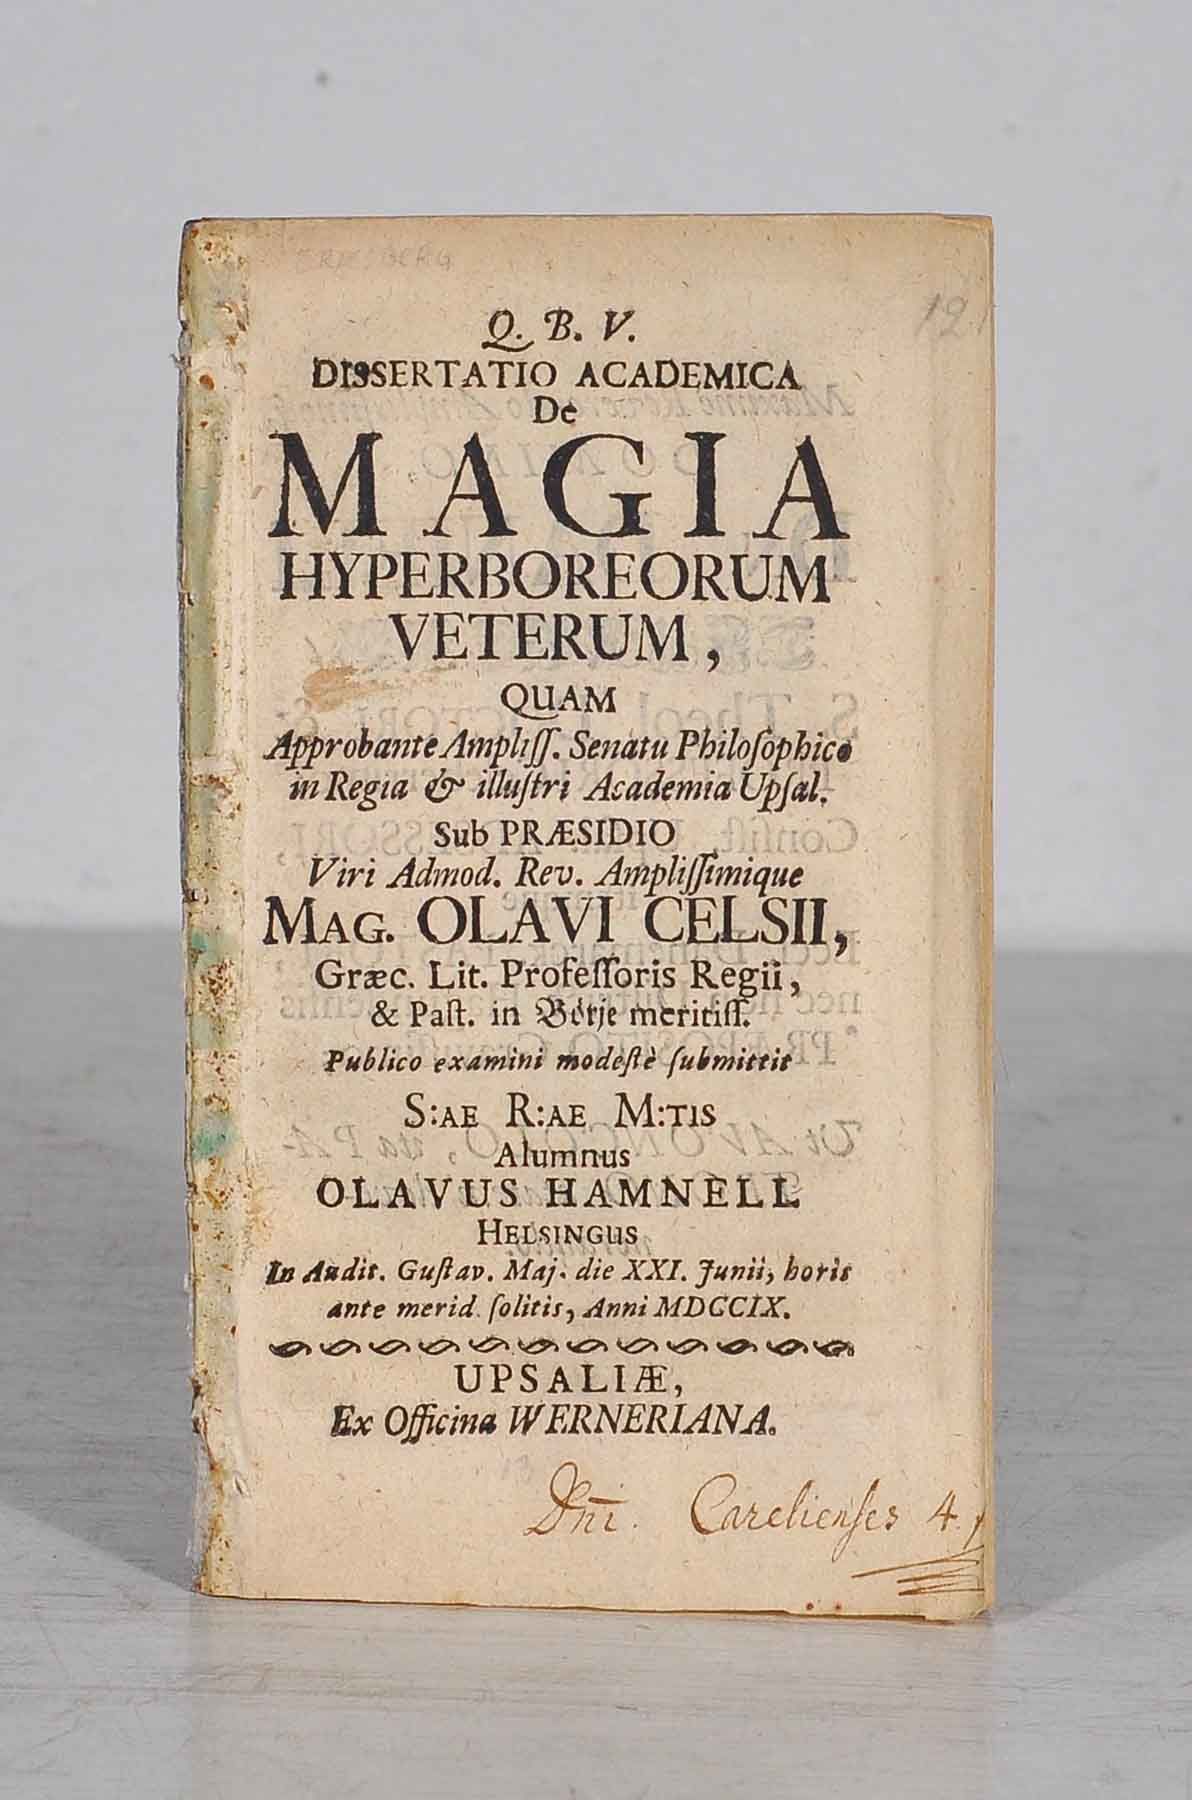 12
Q. B. V.
DISSERTATIO ACADEMICA
De
MAGIA
HYPERBOREORUM
VETERUM,
QUAM
Approbante Ampliſſ. Senatu Philoſophico
in Regia & illuſtri Academia Upſal.
Sub PRÆSIDIO
Viri Admod. Rev. Ampliſſimique
MAG. OLAVI CELSII,
Græc. Lit. Profeſſoris Regii,
& Paſt. in Börje meritiſſ.
Publico examini modeſtè ſubmittit
S:AE R:AE M:TIS
Alumnus
OLAVUS HAMNELL
HELSINGUS
In Audit. Guſtav. Maj. die XXI. Junii, horis
ante merid. ſolitis, Anni MDCCIX.
UPSALIÆ,
Ex Officina WERNERIANA.
Dni. Carelienſes 4.